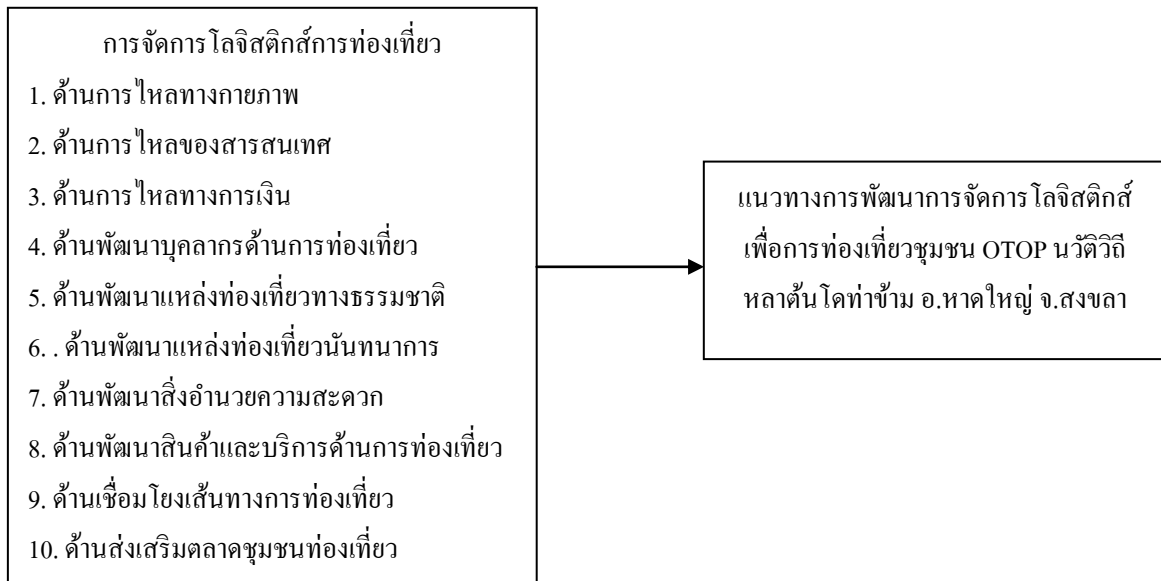 การจัดการโลจิสติกส์การท่องเที่ยว
1. ด้านการไหลทางกายภาพ
2. ด้านการไหลของสารสนเทศ
3. ด้านการไหลทางการเงิน
4. ด้านพัฒนาบุคลากรด้านการท่องเที่ยว
5. ด้านพัฒนาแหล่งท่องเที่ยวทางธรรมชาติ
6. . ด้านพัฒนาแหล่งท่องเที่ยวนันทนาการ
7. ด้านพัฒนาสิ่งอำนวยความสะดวก
8. ด้านพัฒนาสินค้าและบริการด้านการท่องเที่ยว
9. ด้านเชื่อมโยงเส้นทางการท่องเที่ยว
10. ด้านส่งเสริมตลาดชุมชนท่องเที่ยว
แนวทางการพัฒนาการจัดการโลจิสติกส์
เพื่อการท่องเที่ยวชุมชน OTOP นวัติวิถี
หลาต้นโดท่าข้าม อ.หาดใหญ่ จ.สงขลา